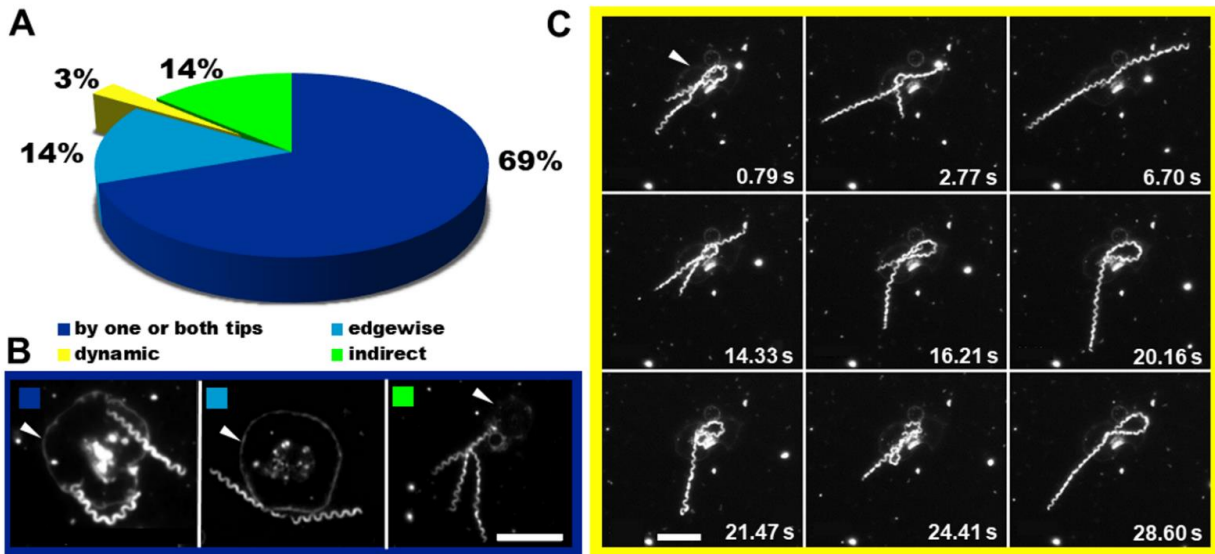 A
3%
14%
14%
69%
by one or both tips
edgewise
dynamic
indirect
B
C
0.79 s
2.77 s
6.70 s
14.33 s
16.21 s
20.16 s
21.47 s
24.41 s
28.60 s